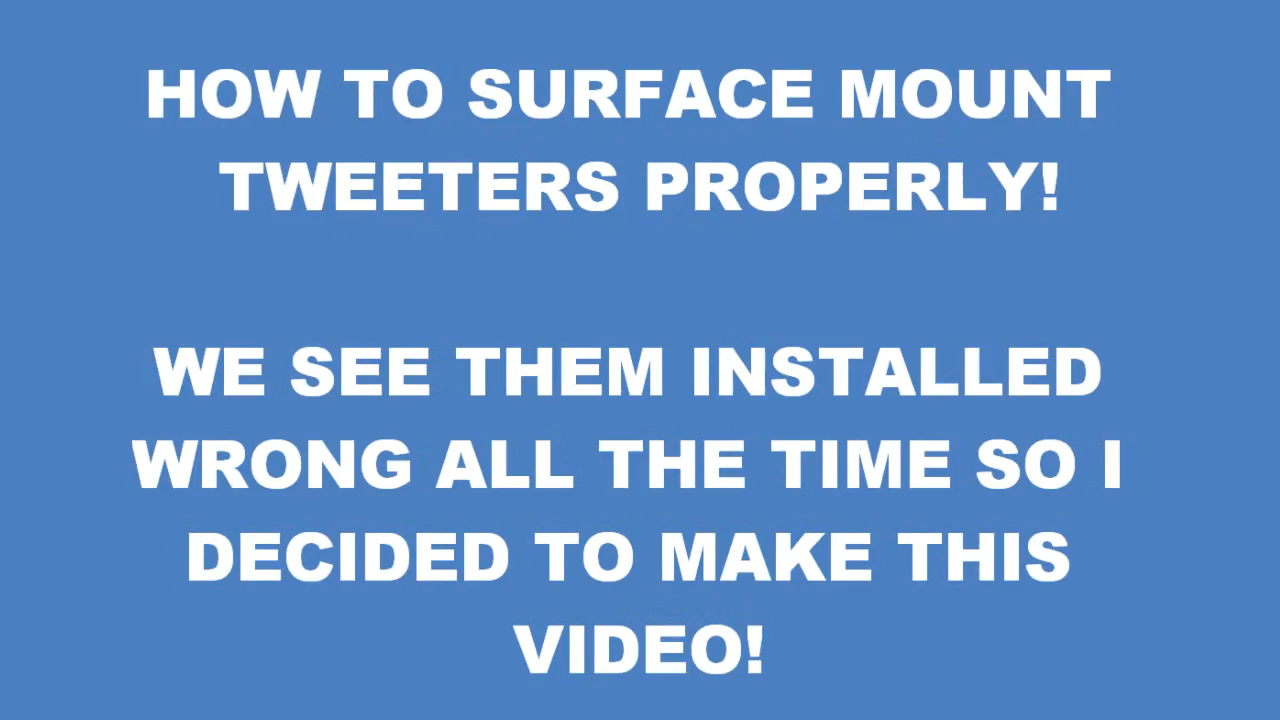 HOW TO SURFACE MOUNT
TWEETERS PROPERLY!
WE SEE THEM INSTALLED
WRONG ALL THE TIME SO I
DECIDED TO MAKE THIS
VIDEO!